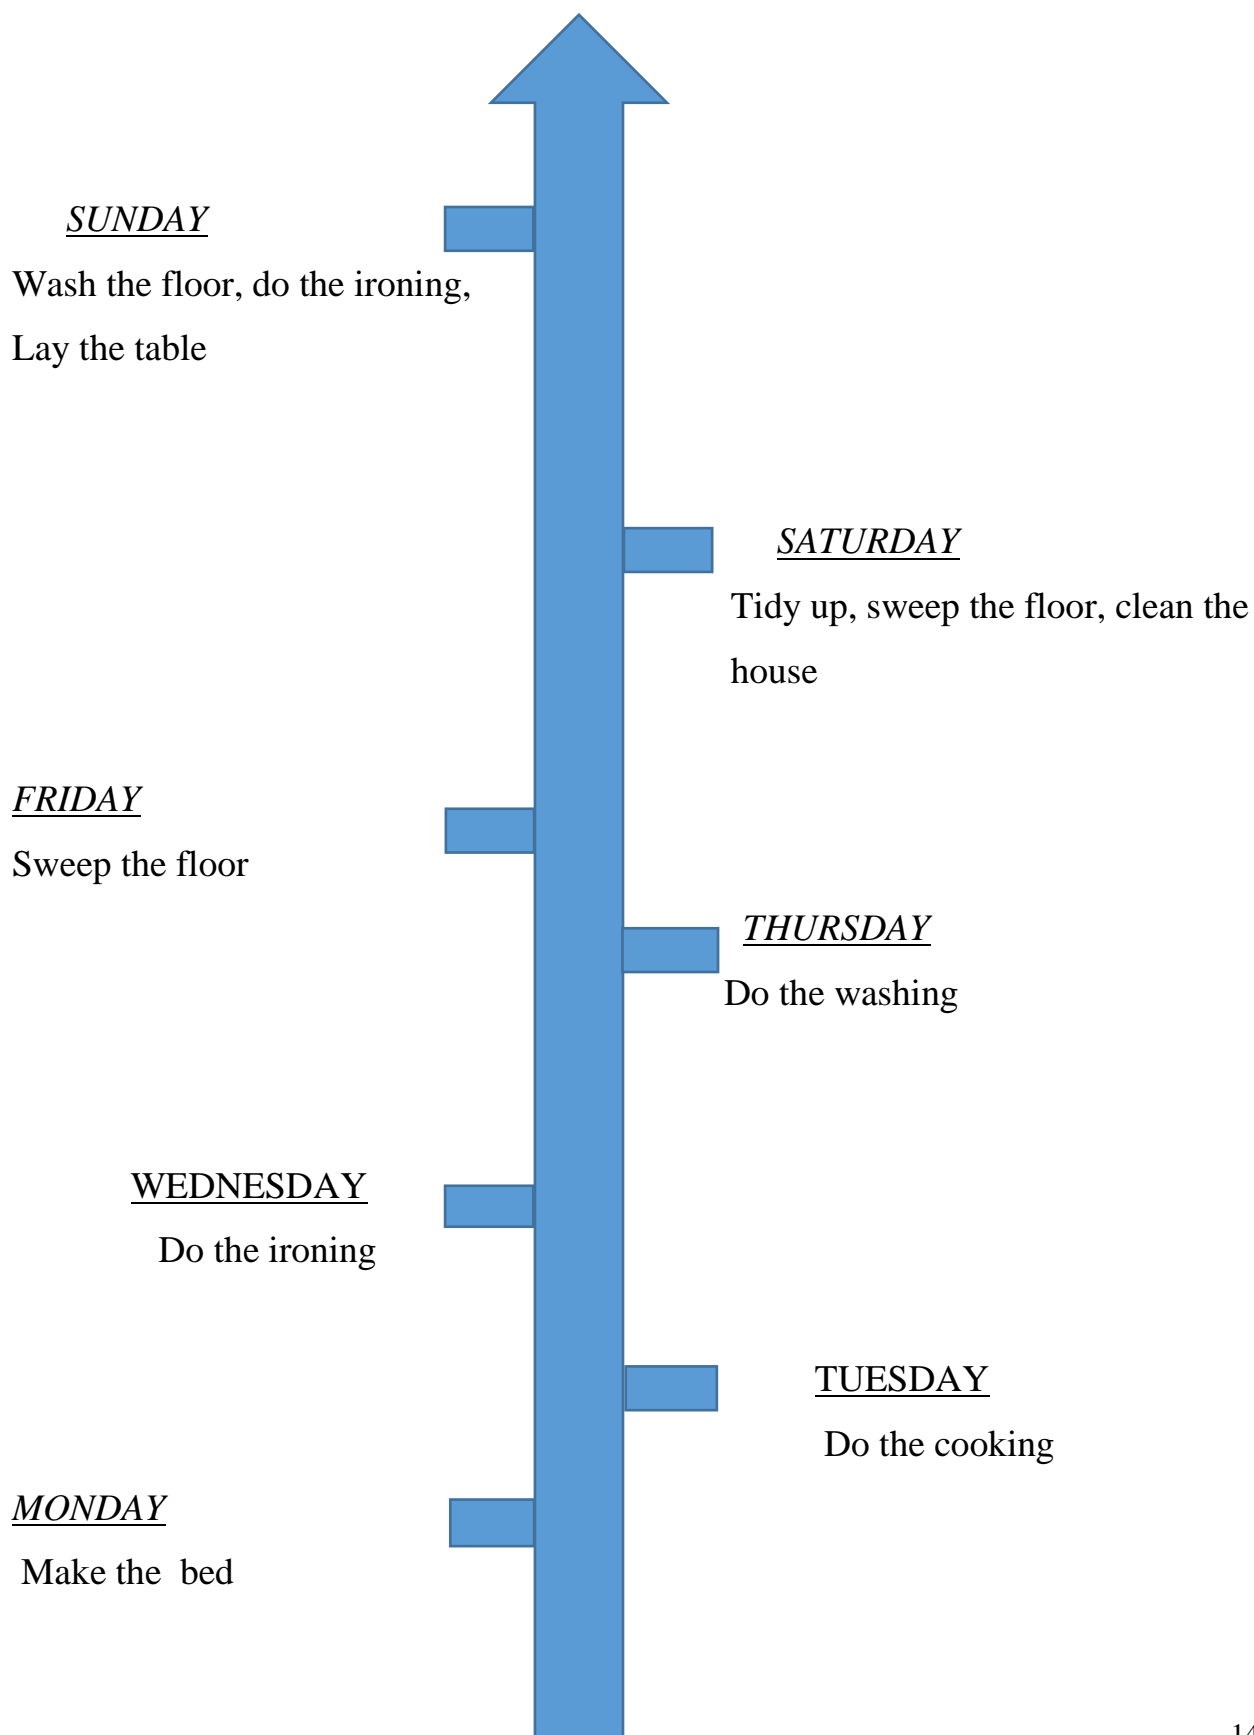 SUNDAY
Wash the floor, do the ironing,
Lay the table
SATURDAY
Tidy up, sweep the floor, clean the
house
FRIDAY
Sweep the floor
THURSDAY
Do the washing
WEDNESDAY
Do the ironing
TUESDAY
Do the cooking
MONDAY
Make the bed
14